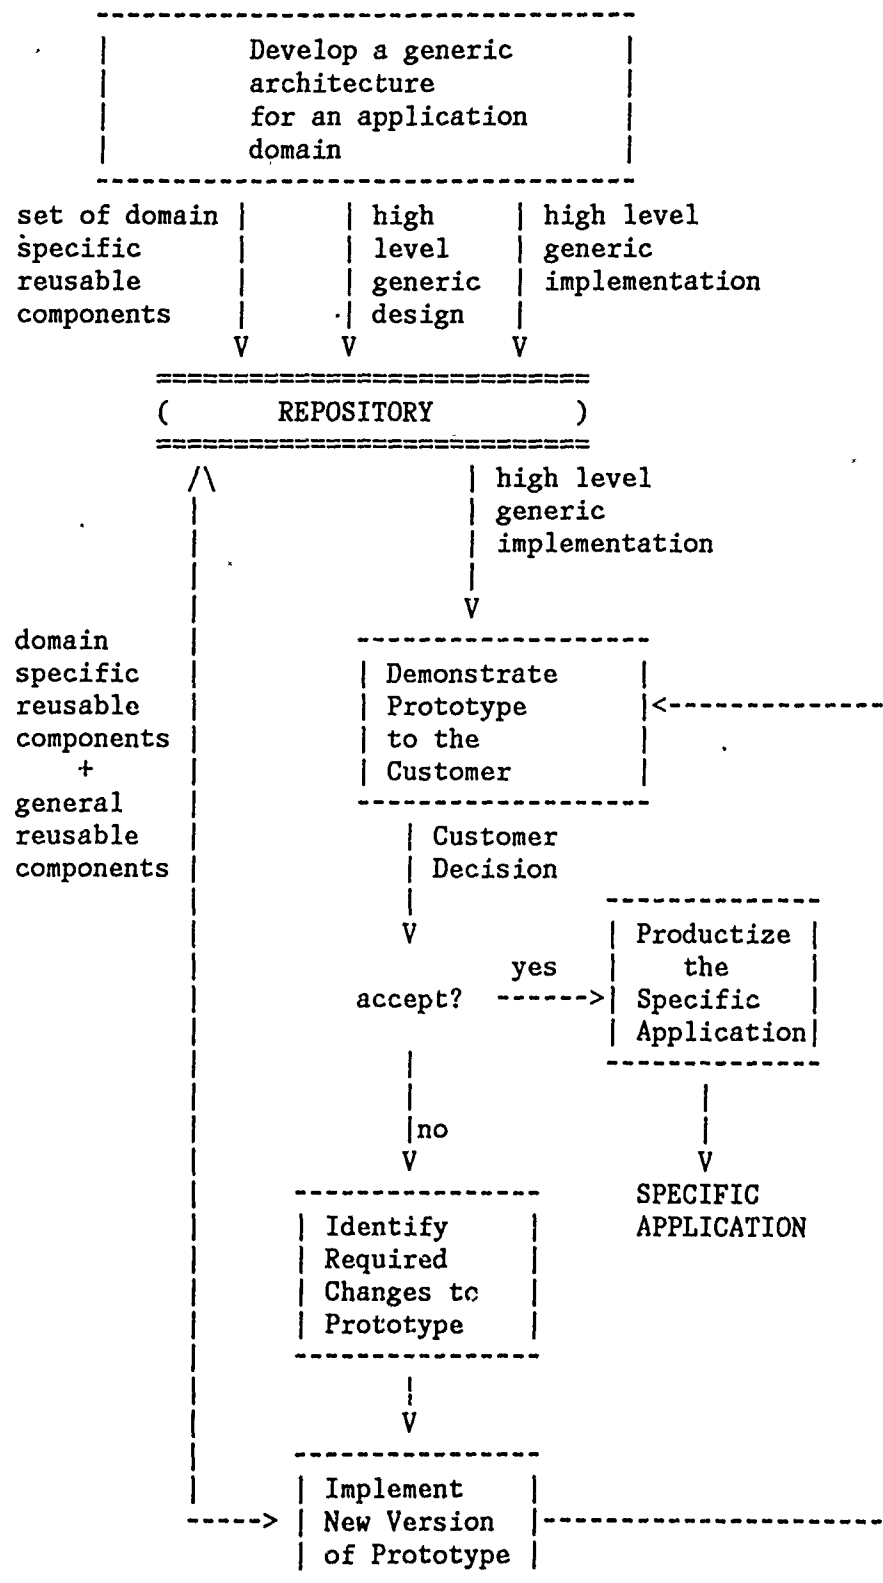 Develop a generic
architecture
for an application
domain
set of domain
specific
reusable
components
high
level
generic
design
high level
generic
implementation
( REPOSITORY )
high level
generic
implementation
domain
specific
reusable
components
+
general
reusable
components
Demonstrate
Prototype
to the
Customer
Customer
Decision
accept?
yes
Productize
the
Specific
Application
no
SPECIFIC
APPLICATION
Identify
Required
Changes to
Prototype
Implement
New Version
of Prototype